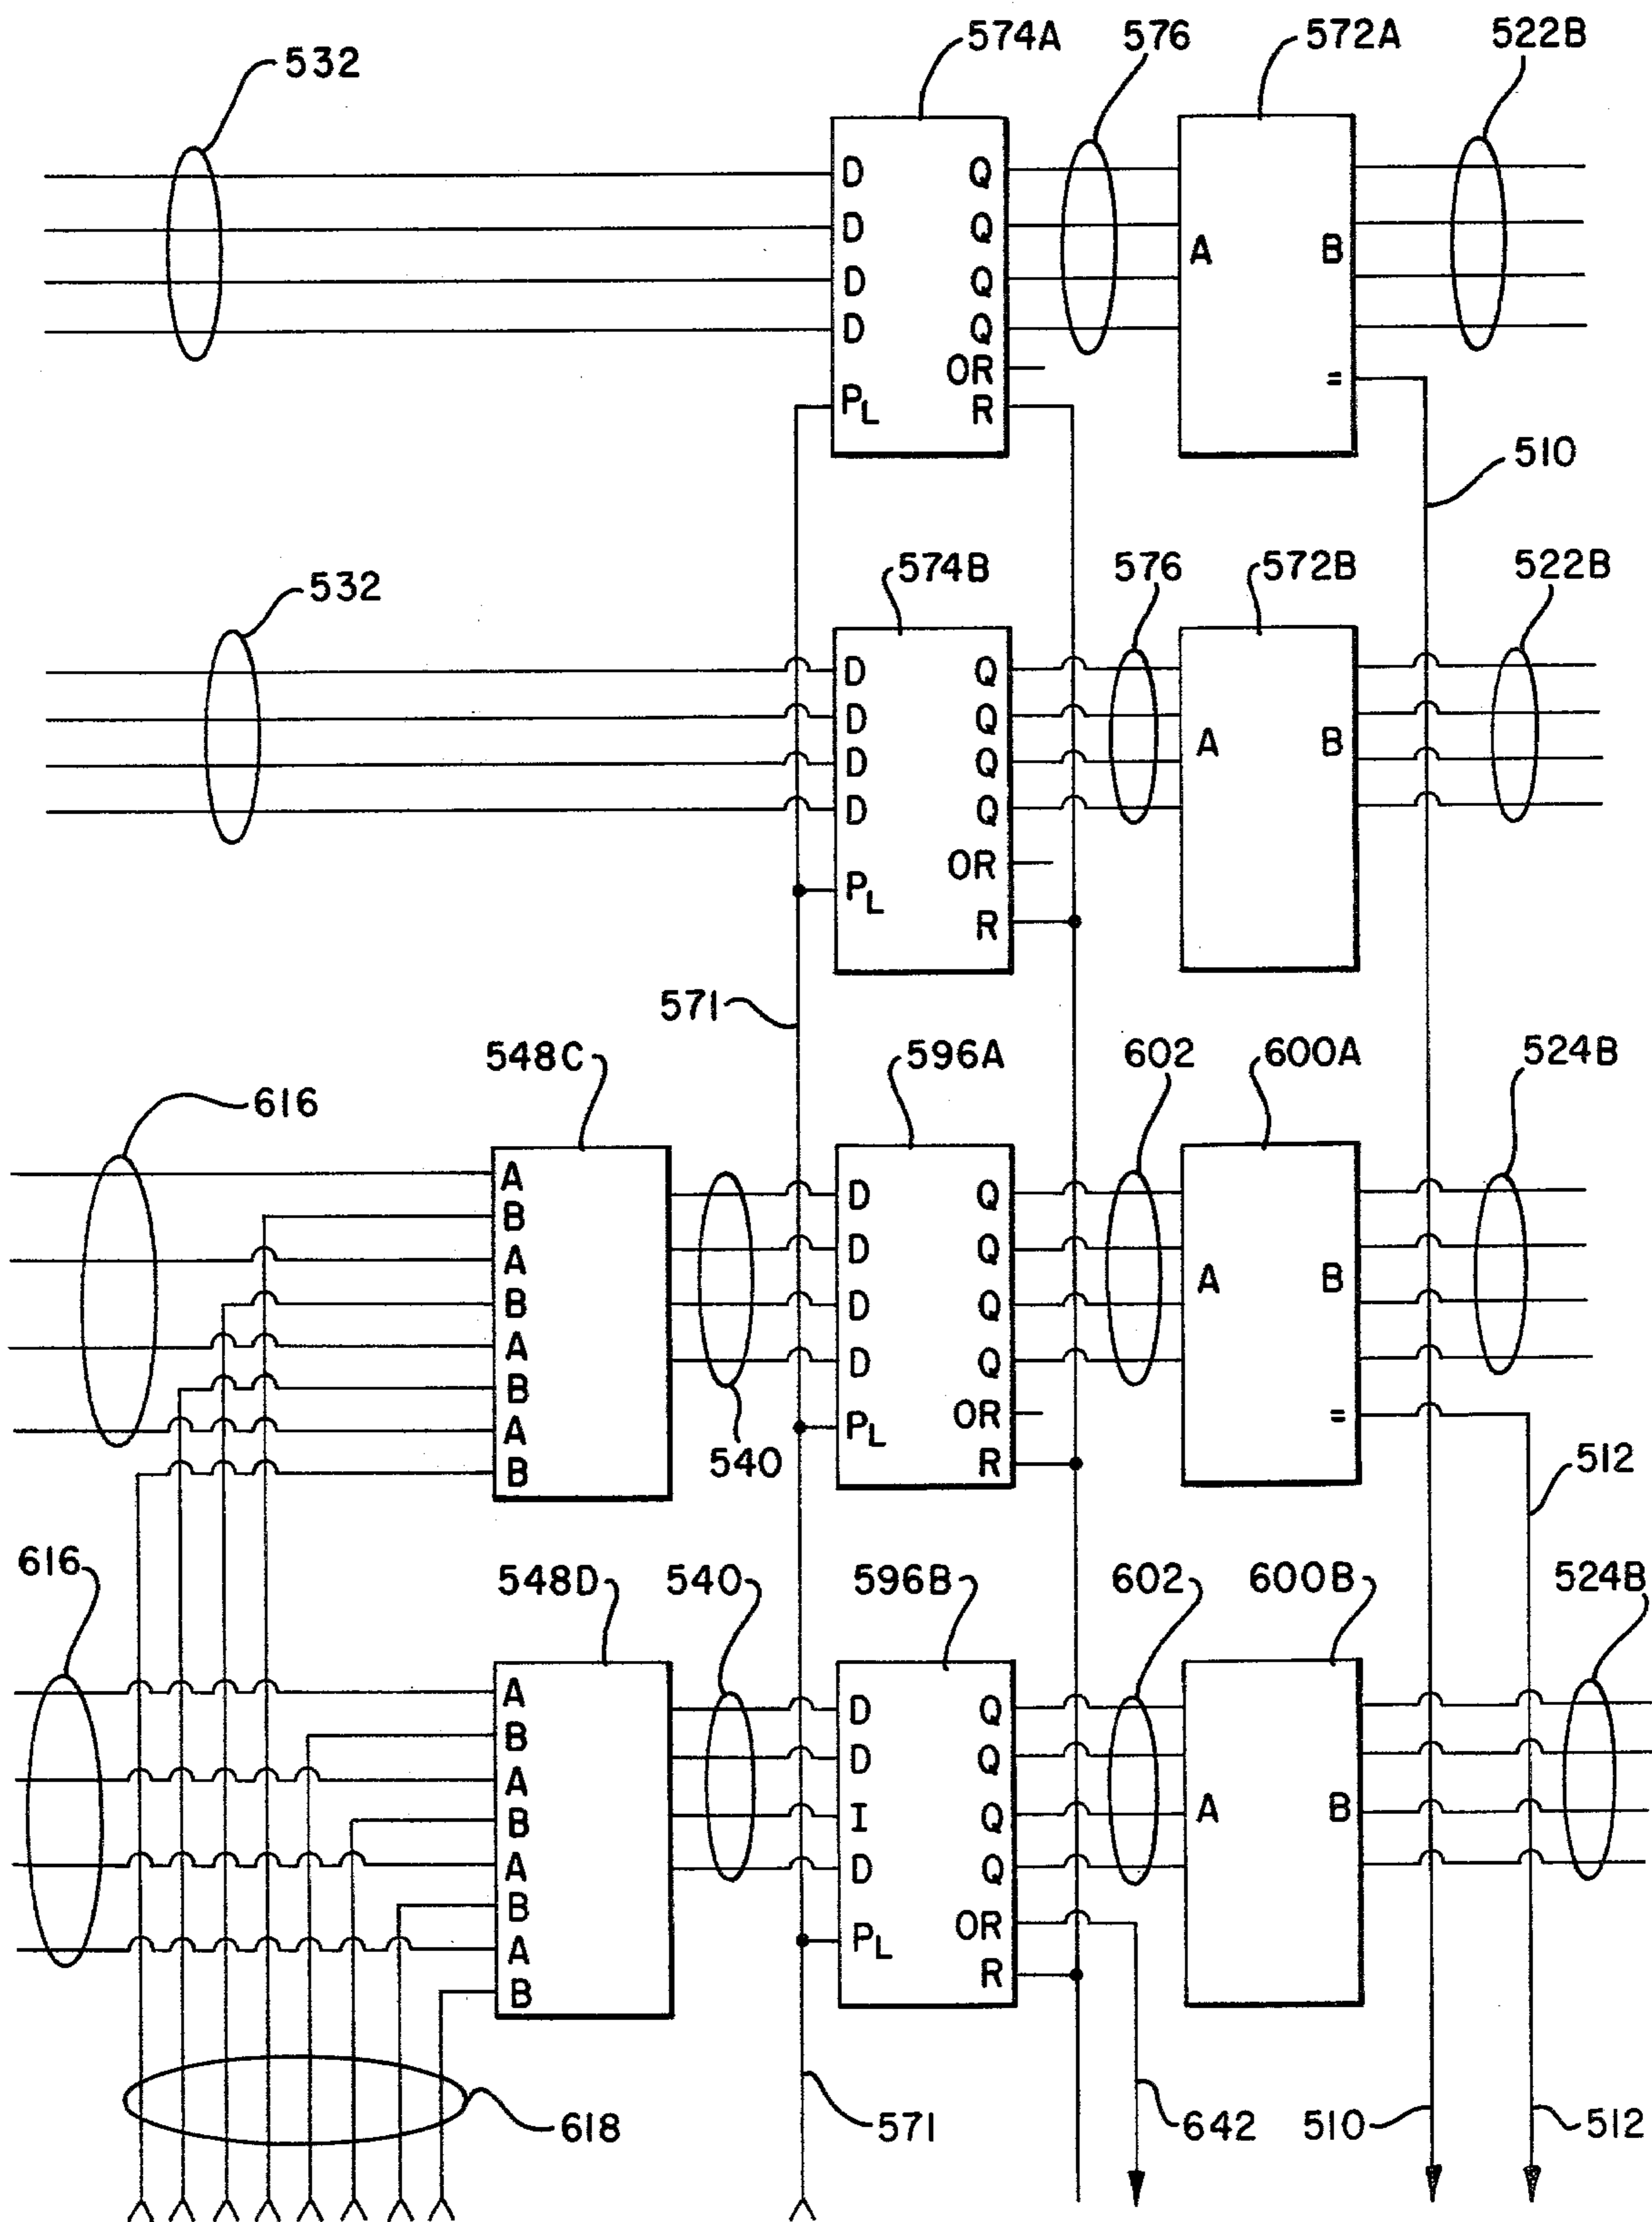 574A 576 572A 522B
532
D Q
D Q
A B
D Q
D Q
OR =
PL R
510
574B 576 572B 522B
532
D Q
D Q
A B
D Q
D Q
OR
PL
R
571
548C 596A 602 600A 524B
616
A
D Q
B
D Q
A
A B
B D Q
A
D Q
B
OR =
A PL
540
B R
512
616 548D 540 596B 602 600B 524B
A
D Q
B
D Q
A
B I Q A B
A D Q
B
OR
A PL
R
B
618 571 642 510 512